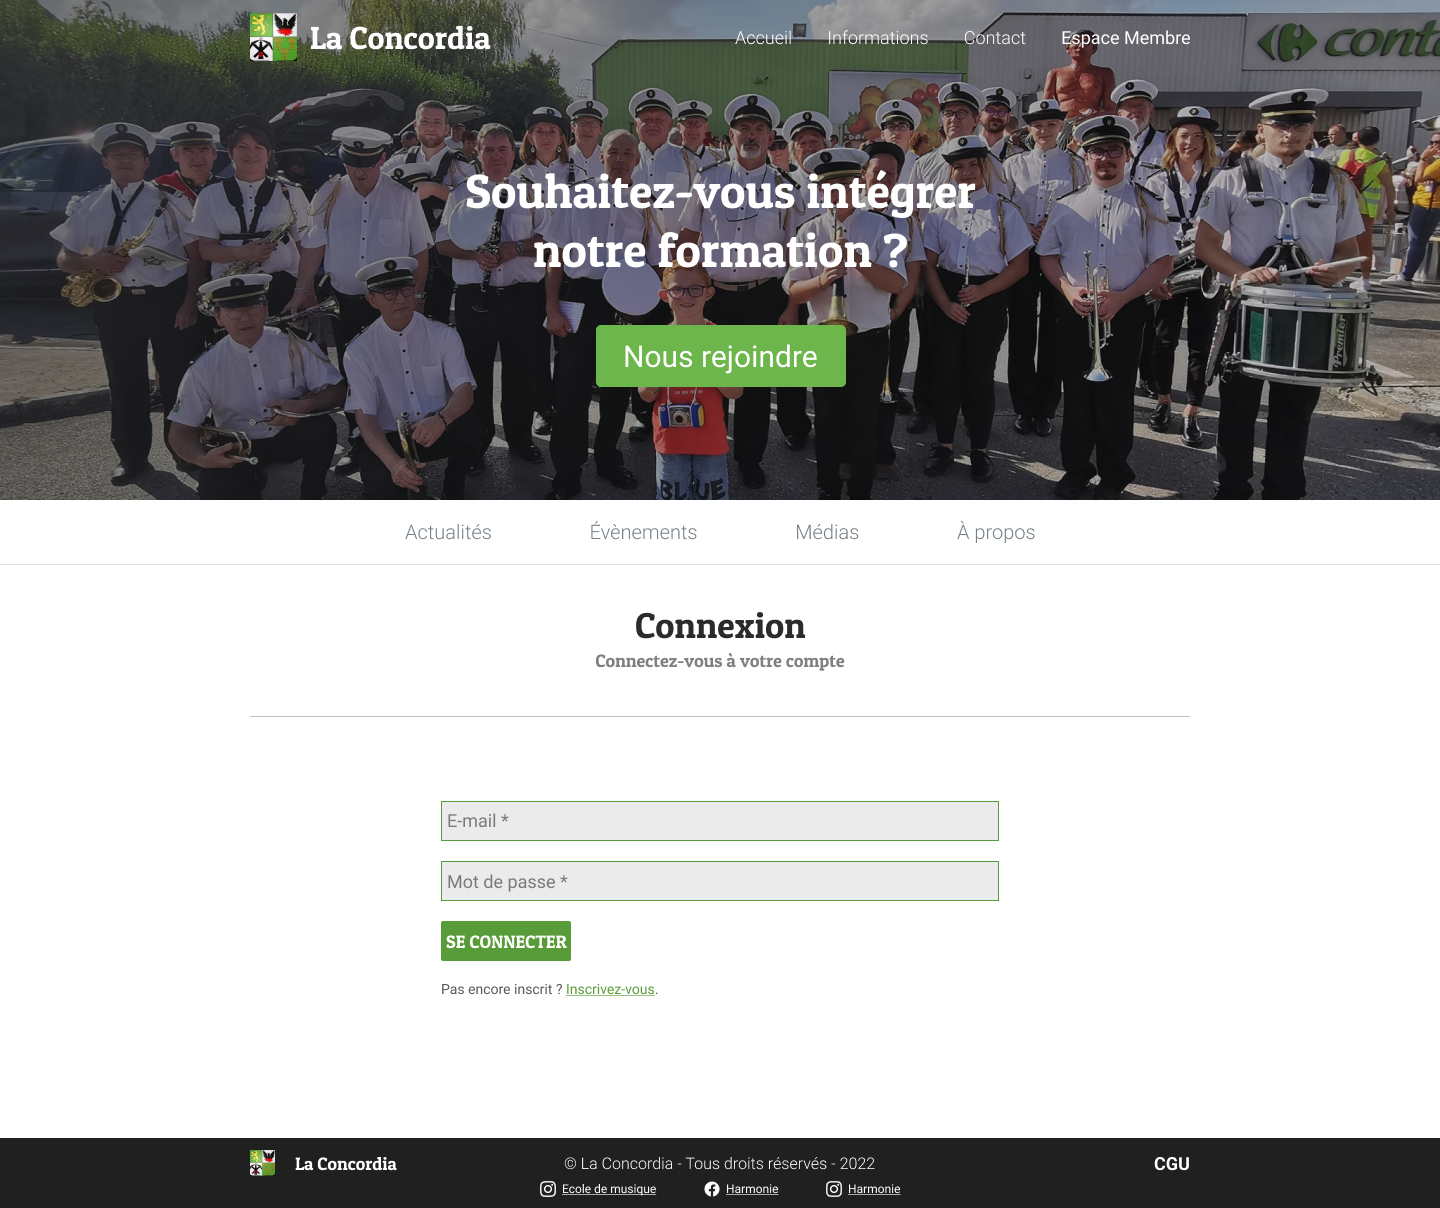 La Concordia
Accueil
Informations
Contact
Espace Membre
Souhaitez-vous intégrer
notre formation ?
Nous rejoindre
Premier
BLUE
Actualités
Évènements
Médias
À propos
Connexion
Connectez-vous à votre compte
E-mail *
Mot de passe *
SE CONNECTER
Pas encore inscrit ? Inscrivez-vous.
La Concordia
© La Concordia - Tous droits réservés - 2022
CGU
Ecole de musique
Harmonie
Harmonie